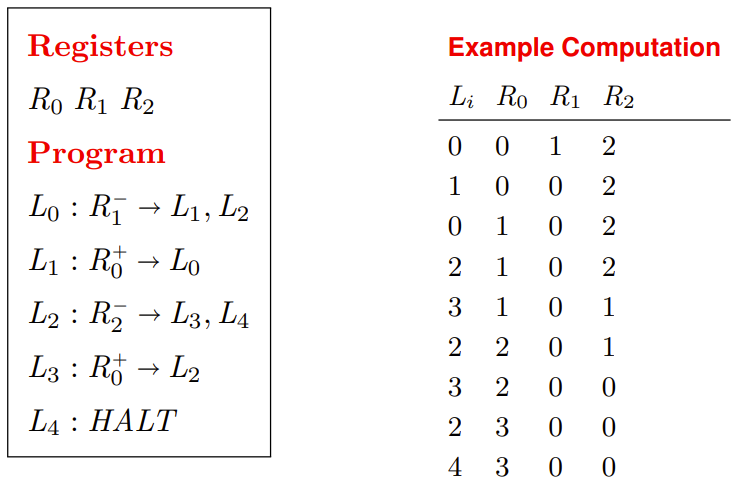 Registers
R₀ R₁ R₂
Program
L₀ : R₁⁻ → L₁, L₂
L₁ : R₀⁺ → L₀
L₂ : R₂⁻ → L₃, L₄
L₃ : R₀⁺ → L₂
L₄ : HALT
Example Computation
Lᵢ R₀ R₁ R₂
0 0 1 2
1 0 0 2
0 1 0 2
2 1 0 2
3 1 0 1
2 2 0 1
3 2 0 0
2 3 0 0
4 3 0 0